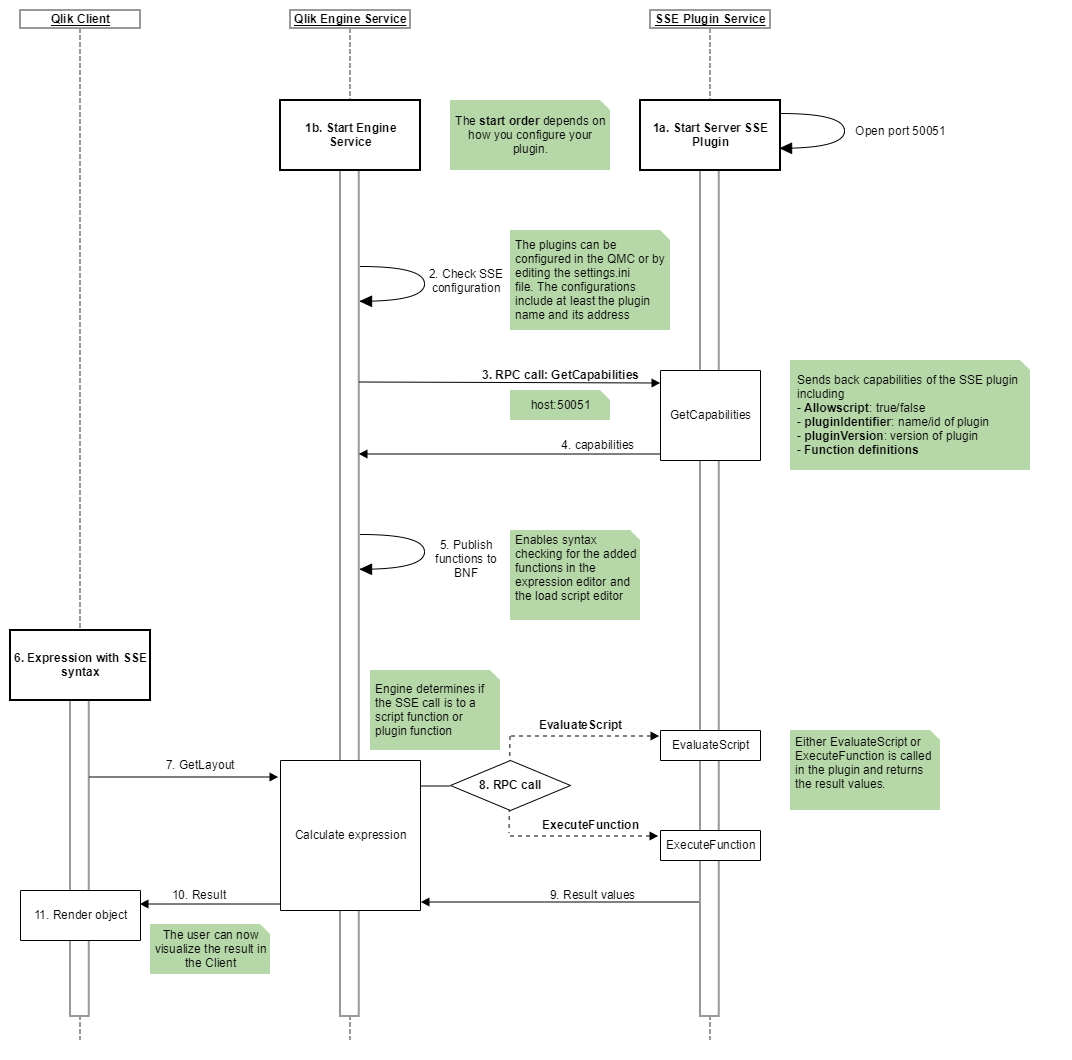 Qlik Client
Qlik Engine Service
SSE Plugin Service
1b. Start Engine
Service
The start order depends on
how you configure your
plugin.
1a. Start Server SSE
Plugin
Open port 50051
2. Check SSE
configuration
The plugins can be
configured in the QMC or by
editing the settings.ini
file. The configurations
include at least the plugin
name and its address
3. RPC call: GetCapabilities
host:50051
GetCapabilities
4. capabilities
Sends back capabilities of the SSE plugin
including
- Allowscript: true/false
- pluginIdentifier: name/id of plugin
- pluginVersion: version of plugin
- Function definitions
5. Publish
functions to
BNF
Enables syntax
checking for the added
functions in the
expression editor and
the load script editor
6. Expression with SSE
syntax
Engine determines if
the SSE call is to a
script function or
plugin function
7. GetLayout
Calculate expression
8. RPC call
EvaluateScript
EvaluateScript
ExecuteFunction
ExecuteFunction
Either EvaluateScript or
ExecuteFunction is called
in the plugin and returns
the result values.
9. Result values
10. Result
11. Render object
The user can now
visualize the result in
the Client